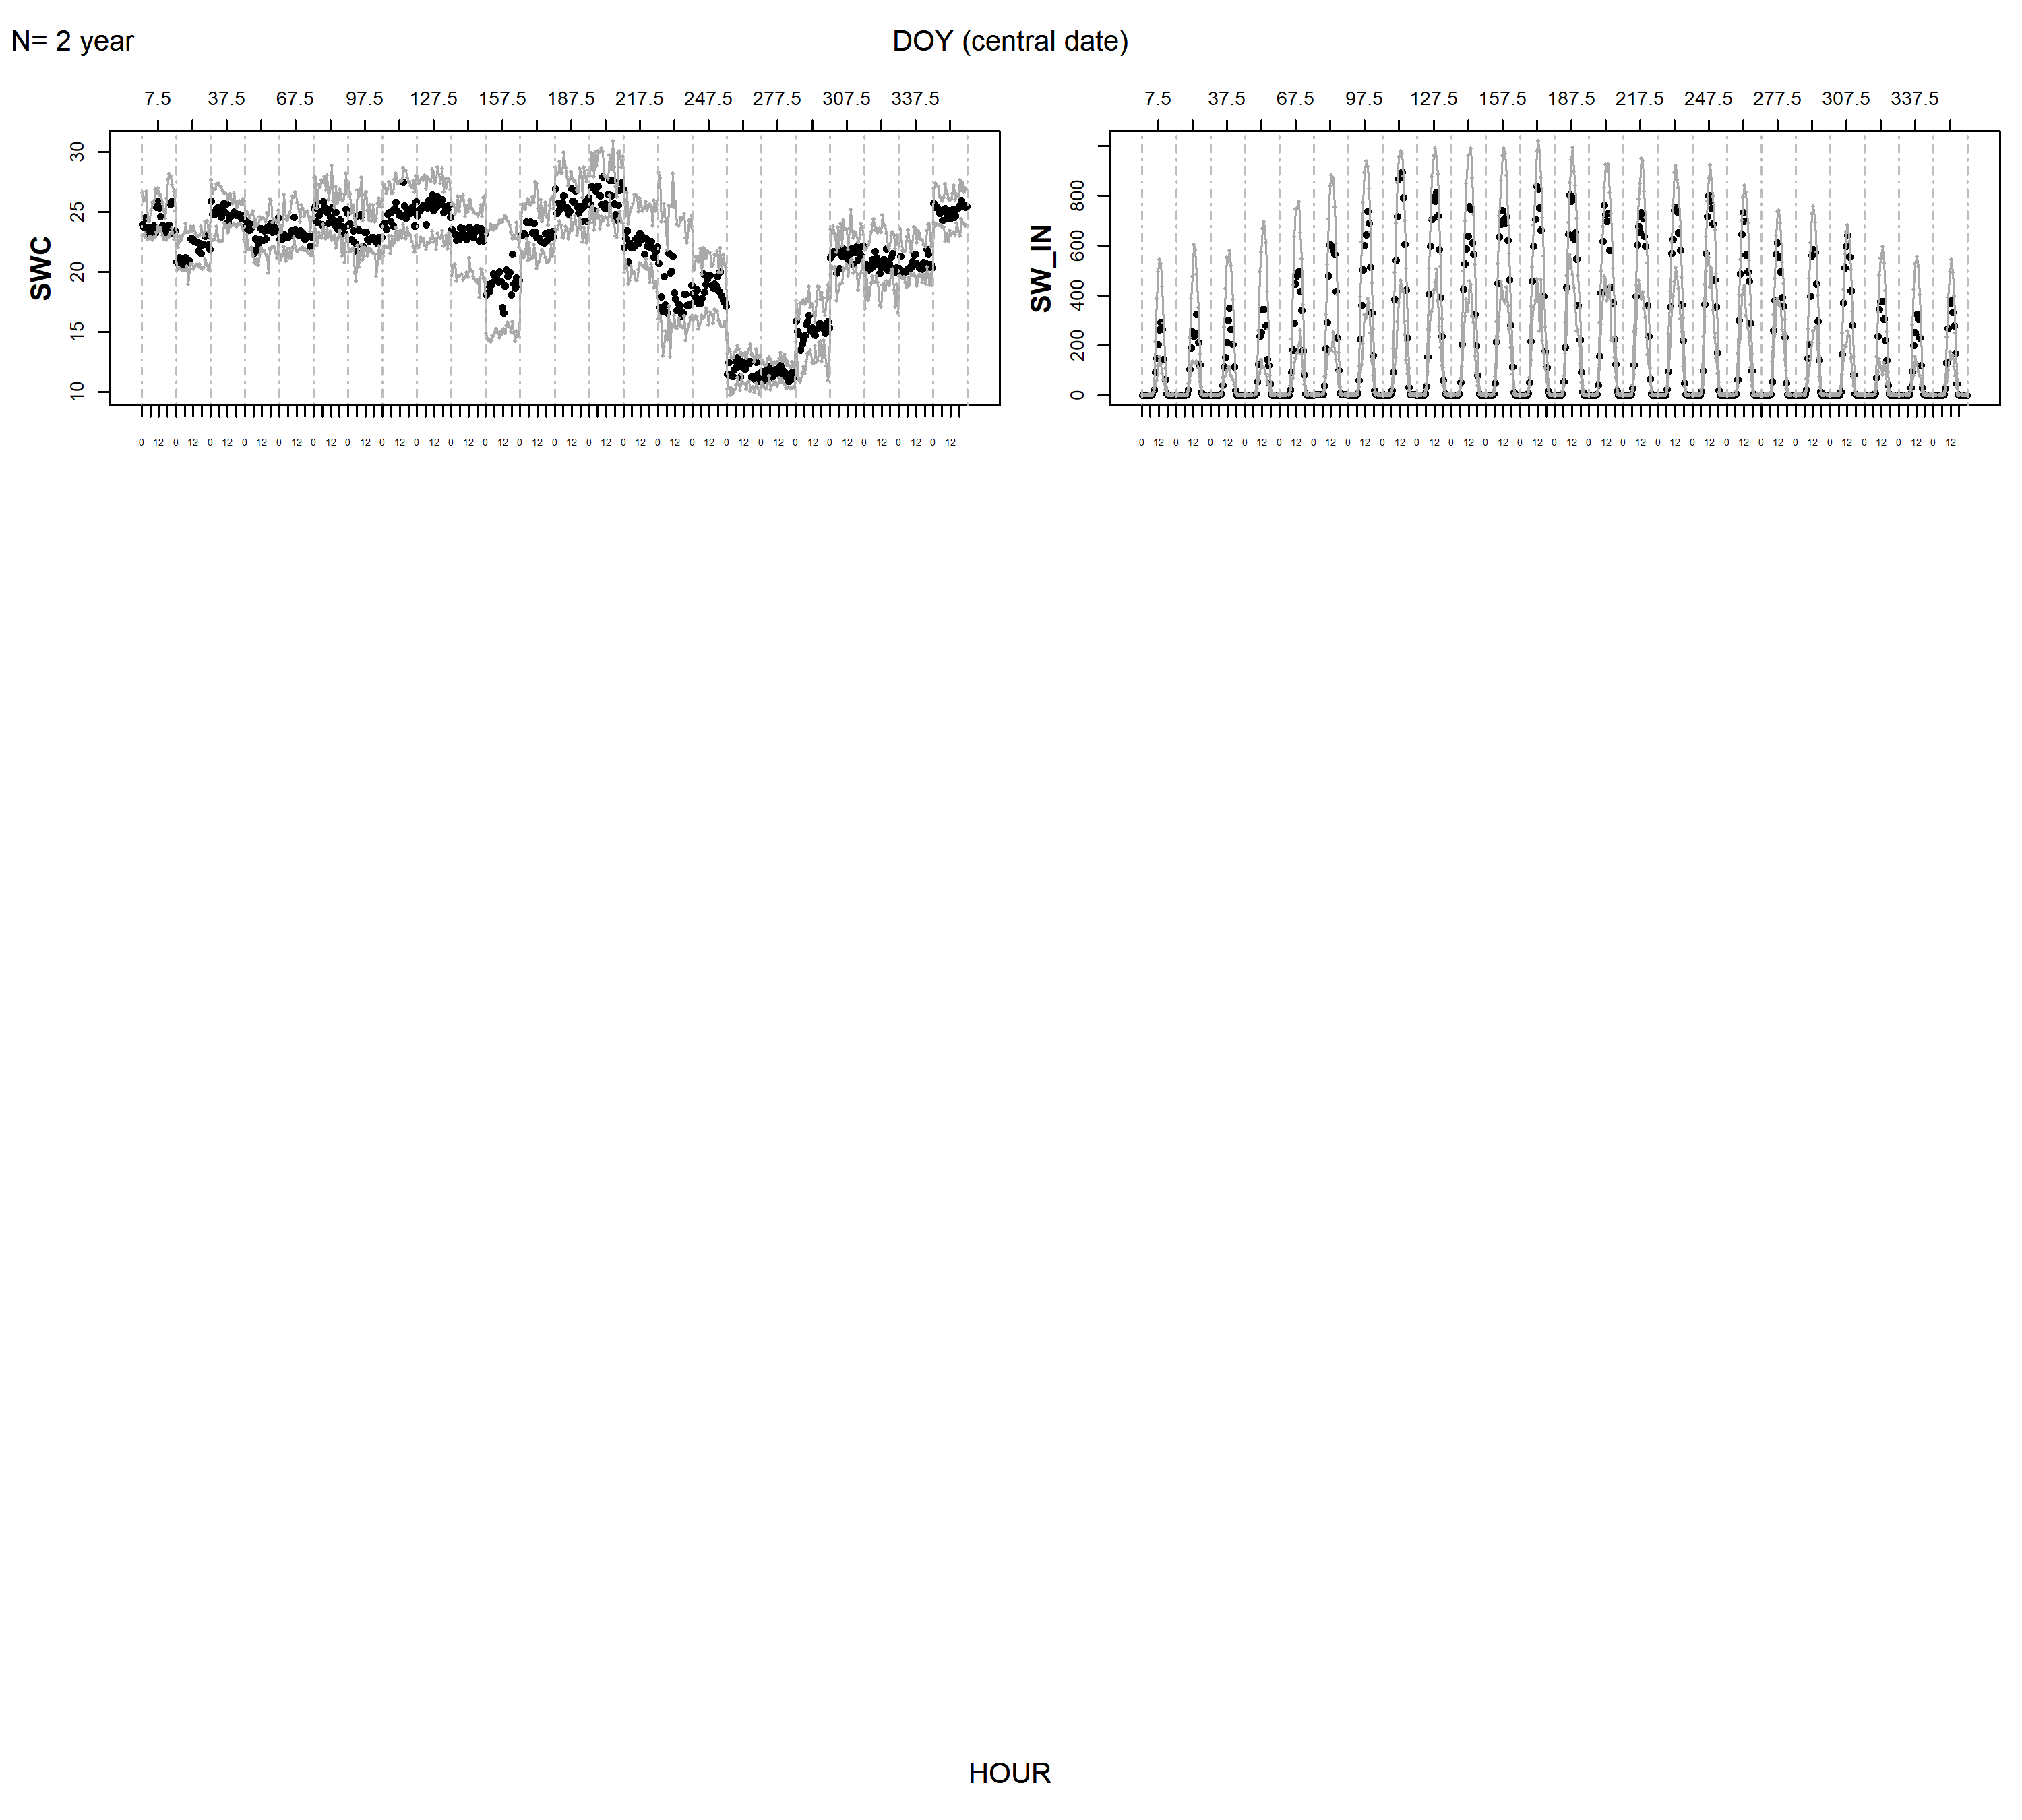 N= 2 year
DOY (central date)
7.5 37.5 67.5 97.5 127.5 157.5 187.5 217.5 247.5 277.5 307.5 337.5
SWC
30
25
20
15
10
0 12 0 12 0 12 0 12 0 12 0 12 0 12 0 12 0 12 0 12 0 12 0 12 0 12 0 12 0 12 0 12 0 12 0 12 0 12 0 12 0 12 0 12 0 12 0 12
7.5 37.5 67.5 97.5 127.5 157.5 187.5 217.5 247.5 277.5 307.5 337.5
SW_IN
800
600
400
200
0
0 12 0 12 0 12 0 12 0 12 0 12 0 12 0 12 0 12 0 12 0 12 0 12 0 12 0 12 0 12 0 12 0 12 0 12 0 12 0 12 0 12 0 12 0 12 0 12
HOUR